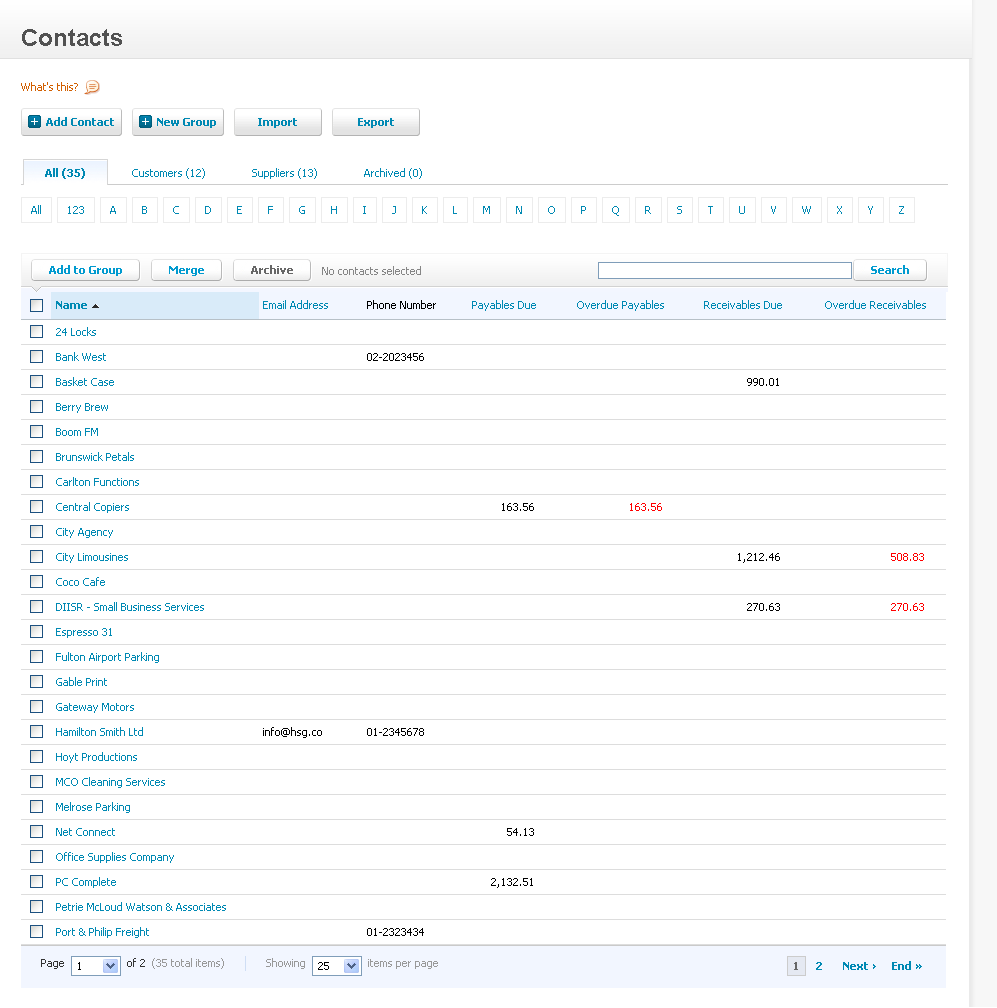 Contacts
What's this?
Add Contact New Group Import Export
All (35) Customers (12) Suppliers (13) Archived (0)
All 123 A B C D E F G H I J K L M N O P Q R S T U V W X Y Z
Add to Group Merge Archive No contacts selected Search
Name Email Address Phone Number Payables Due Overdue Payables Receivables Due Overdue Receivables
24 Locks
Bank West 02-2023456
Basket Case 990.01
Berry Brew
Boom FM
Brunswick Petals
Carlton Functions
Central Copiers 163.56 163.56
City Agency
City Limousines 1,212.46 508.83
Coco Cafe
DIISR - Small Business Services 270.63 270.63
Espresso 31
Fulton Airport Parking
Gable Print
Gateway Motors
Hamilton Smith Ltd info@hsg.co 01-2345678
Hoyt Productions
MCO Cleaning Services
Melrose Parking
Net Connect 54.13
Office Supplies Company
PC Complete 2,132.51
Petrie McLoud Watson & Associates
Port & Philip Freight 01-2323434
Page 1 of 2 (35 total items) Showing 25 items per page 1 2 Next › End »